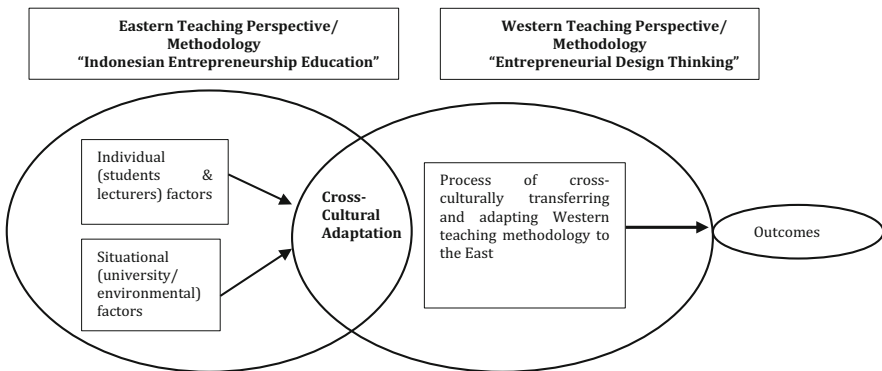 Eastern Teaching Perspective/
Methodology
“Indonesian Entrepreneurship Education”
Western Teaching Perspective/
Methodology
“Entrepreneurial Design Thinking”
Individual
(students &
lecturers) factors
Situational
(university/
environmental)
factors
Cross-
Cultural
Adaptation
Process of cross-
culturally transferring
and adapting Western
teaching methodology to
the East
Outcomes